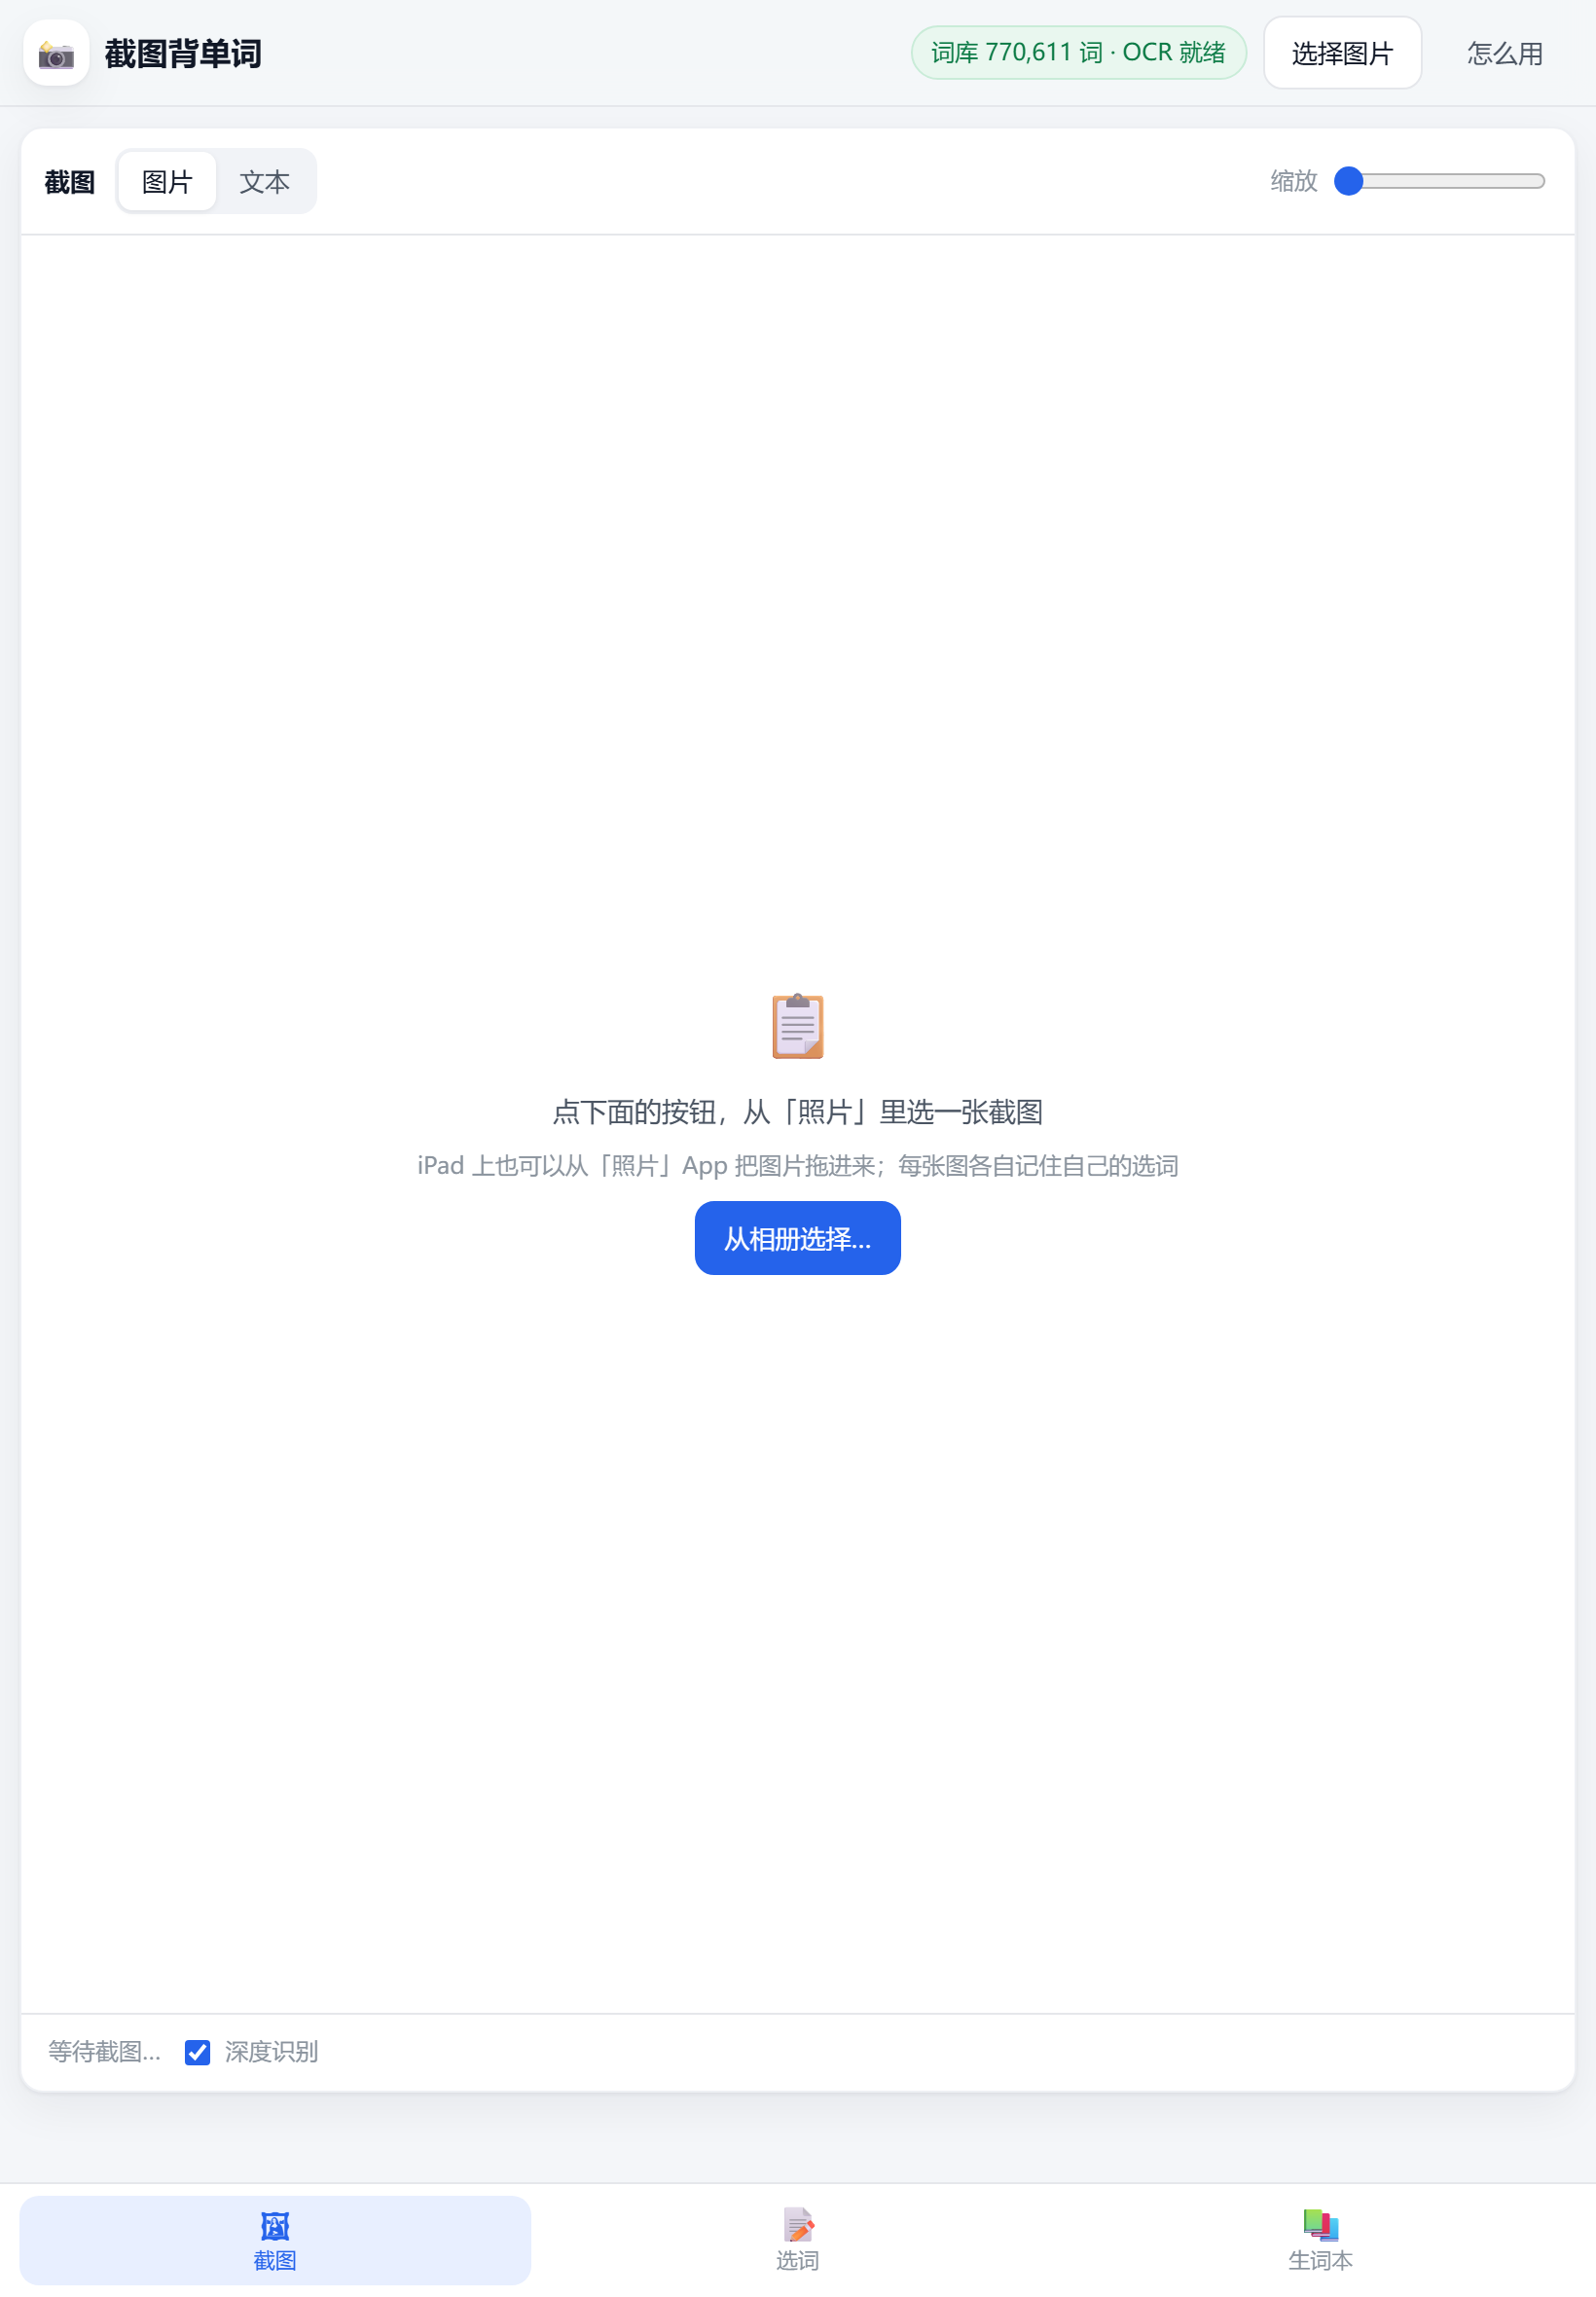 截图背单词
词库 770,611 词 · OCR 就绪
选择图片
怎么用
截图
图片
文本
缩放
点下面的按钮，从「照片」里选一张截图
iPad 上也可以从「照片」App 把图片拖进来；每张图各自记住自己的选词
从相册选择…
等待截图…
深度识别
截图
选词
生词本